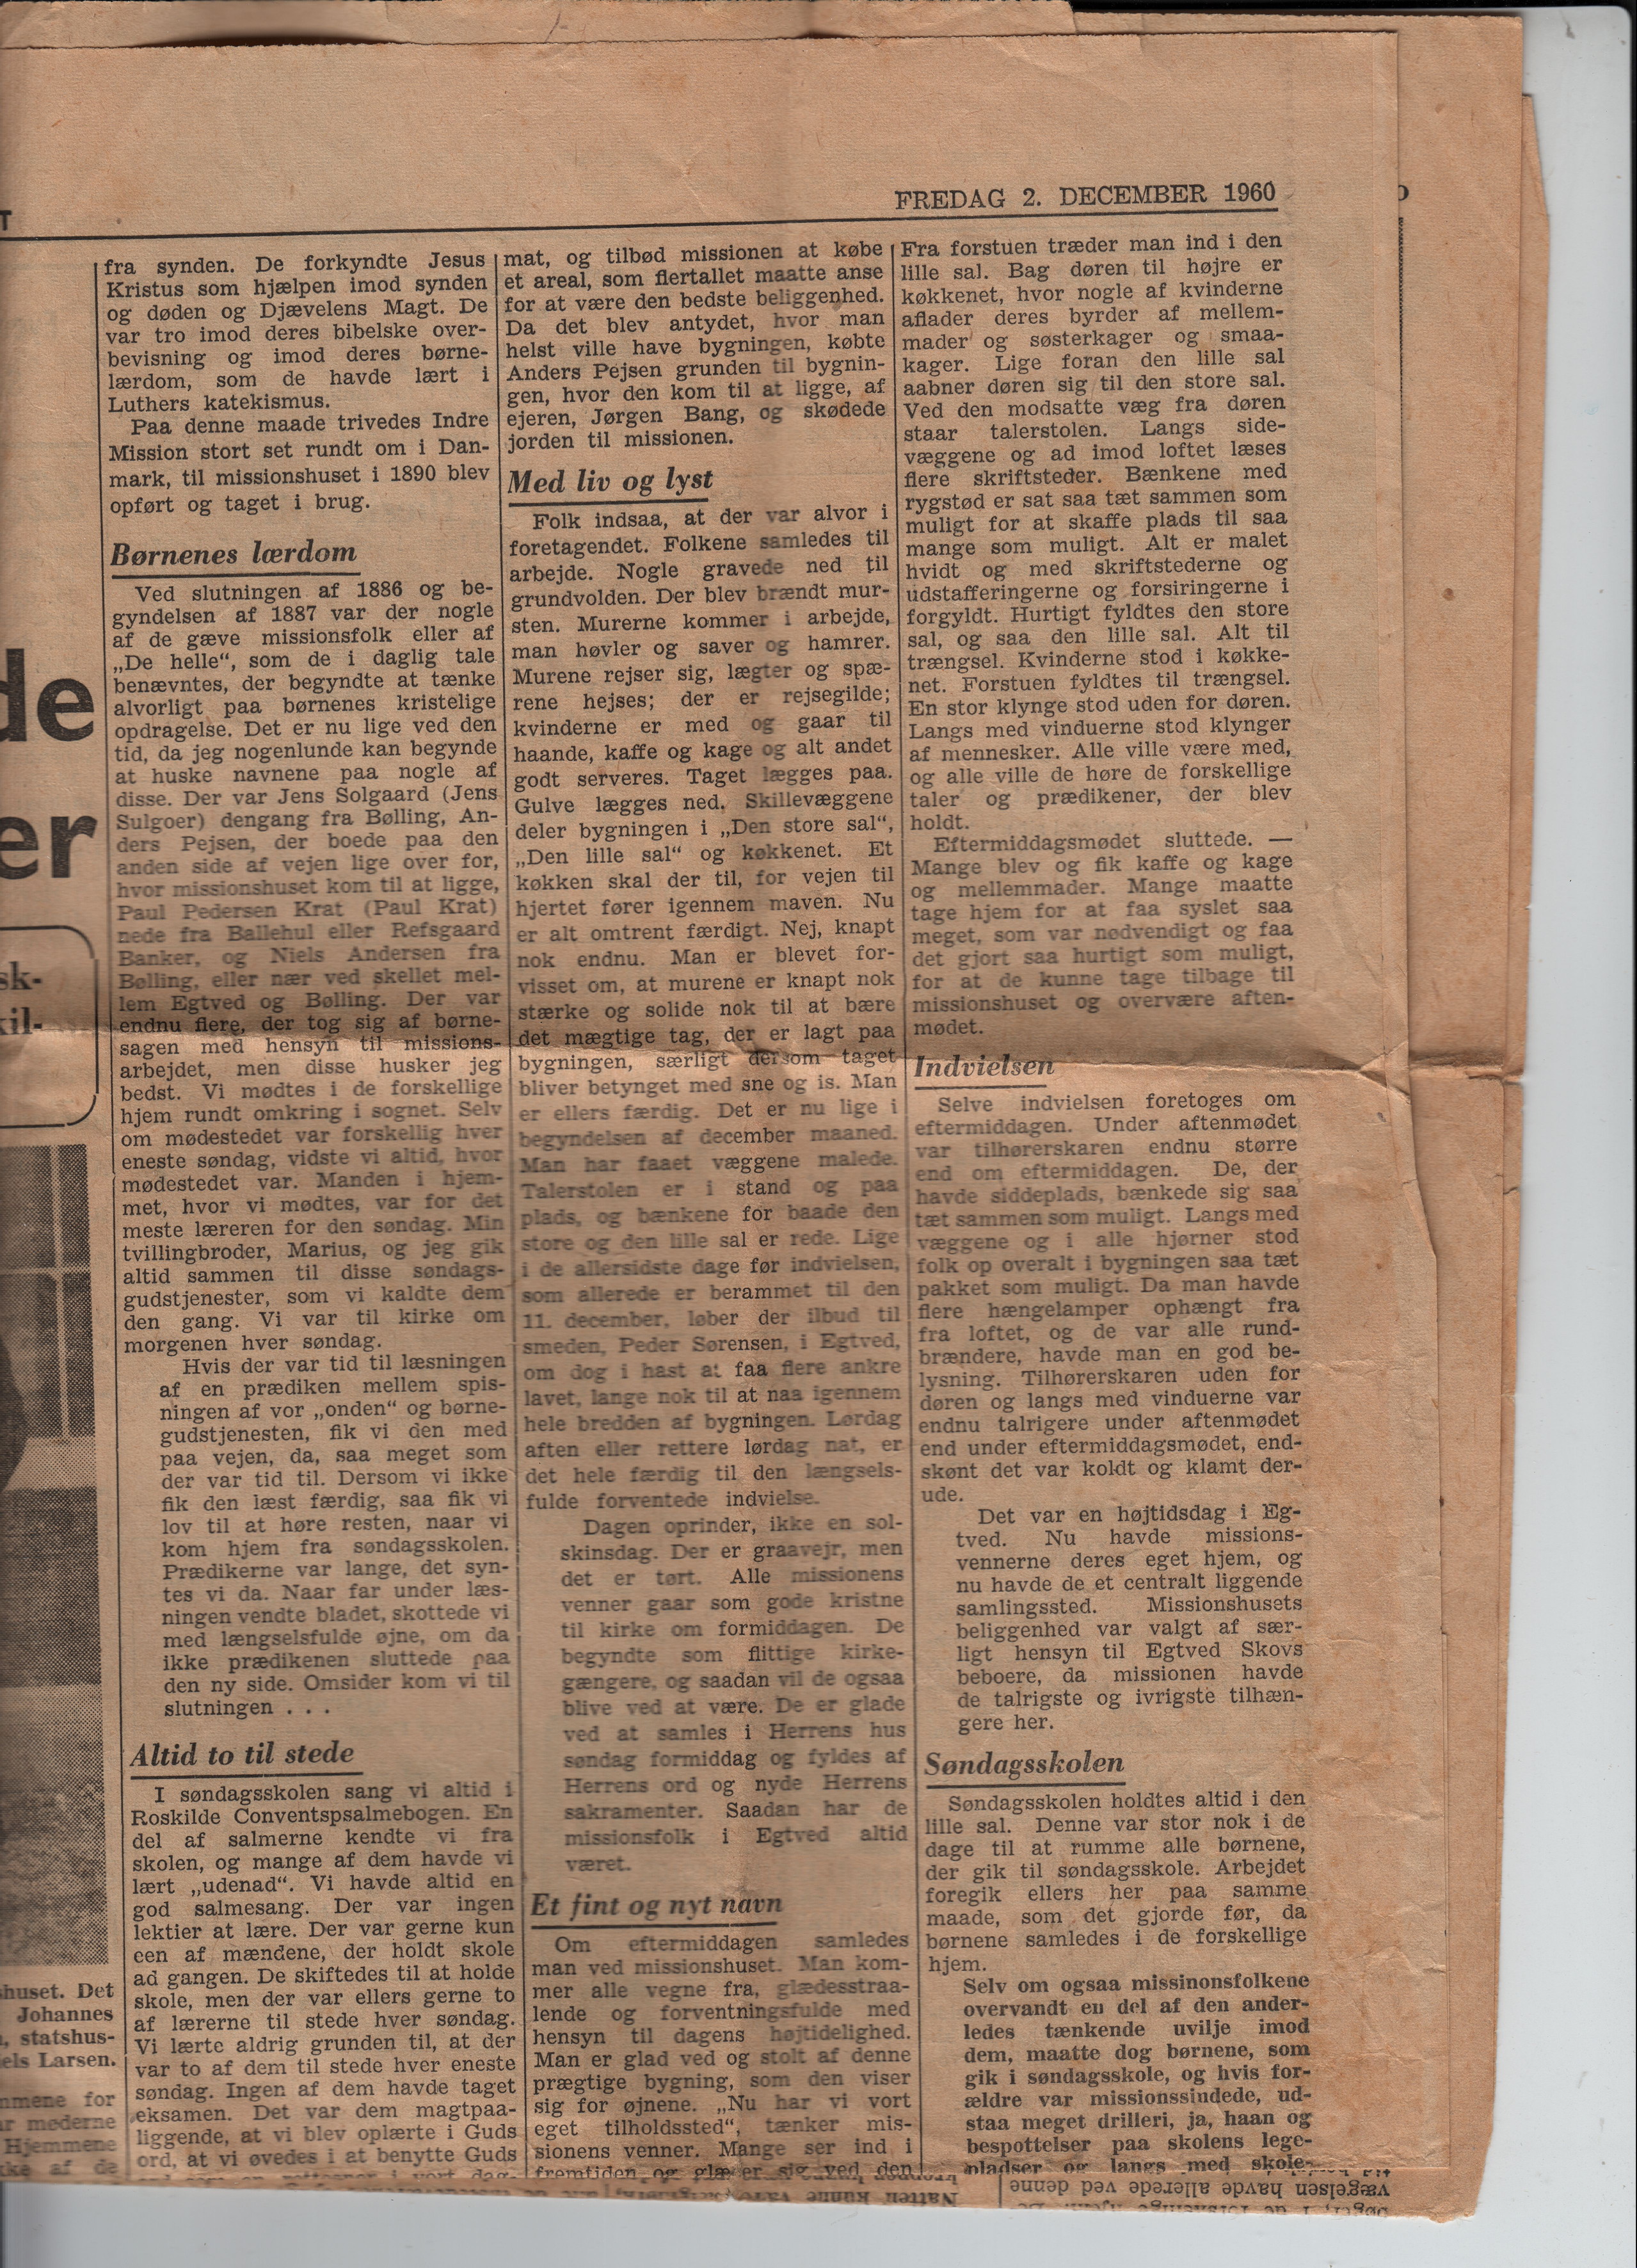 T
FREDAG 2. DECEMBER 1960
de
er
sk-
kil-
huset. Det
Johannes
, statshus-
els Larsen.
mmene for
r møderne
Hjemmene
ke af de
fra synden. De forkyndte Jesus
Kristus som hjælpen imod synden
og døden og Djævelens Magt. De
var tro imod deres bibelske over-
bevisning og imod deres børne-
lærdom, som de havde lært i
Luthers katekismus.
Paa denne maade trivedes Indre
Mission stort set rundt om i Dan-
mark, til missionshuset i 1890 blev
opført og taget i brug.
Børnenes lærdom
Ved slutningen af 1886 og be-
gyndelsen af 1887 var der nogle
af de gæve missionsfolk eller af
„De helle“, som de i daglig tale
benævntes, der begyndte at tænke
alvorligt paa børnenes kristelige
opdragelse. Det er nu lige ved den
tid, da jeg nogenlunde kan begynde
at huske navnene paa nogle af
disse. Der var Jens Solgaard (Jens
Sulgoer) dengang fra Bølling, An-
ders Pejsen, der boede paa den
anden side af vejen lige over for,
hvor missionshuset kom til at ligge,
Paul Pedersen Krat (Paul Krat)
nede fra Ballehul eller Refsgaard
Banker, og Niels Andersen fra
Bølling, eller nær ved skellet mel-
lem Egtved og Bølling. Der var
endnu flere, der tog sig af børne-
sagen med hensyn til missions-
arbejdet, men disse husker jeg
bedst. Vi mødtes i de forskellige
hjem rundt omkring i sognet. Selv
om mødestedet var forskellig hver
eneste søndag, vidste vi altid, hvor
mødestedet var. Manden i hjem-
met, hvor vi mødtes, var for det
meste læreren for den søndag. Min
tvillingbroder, Marius, og jeg gik
altid sammen til disse søndags-
gudstjenester, som vi kaldte dem
den gang. Vi var til kirke om
morgenen hver søndag.
Hvis der var tid til læsningen
af en prædiken mellem spis-
ningen af vor „onden“ og børne-
gudstjenesten, fik vi den med
paa vejen, da, saa meget som
der var tid til. Dersom vi ikke
fik den læst færdig, saa fik vi
lov til at høre resten, naar vi
kom hjem fra søndagsskolen.
Prædikerne var lange, det syn-
tes vi da. Naar far under læs-
ningen vendte bladet, skottede vi
med længselsfulde øjne, om da
ikke prædikenen sluttede paa
den ny side. Omsider kom vi til
slutningen . . .
Altid to til stede
I søndagsskolen sang vi altid i
Roskilde Conventspsalmebogen. En
del af salmerne kendte vi fra
skolen, og mange af dem havde vi
lært „udenad“. Vi havde altid en
god salmesang. Der var ingen
lektier at lære. Der var gerne kun
een af mændene, der holdt skole
ad gangen. De skiftedes til at holde
skole, men der var ellers gerne to
af lærerne til stede hver søndag.
Vi lærte aldrig grunden til, at der
var to af dem til stede hver eneste
søndag. Ingen af dem havde taget
eksamen. Det var dem magtpaa-
liggende, at vi blev oplærte i Guds
ord, at vi øvedes i at benytte Guds
mat, og tilbød missionen at købe
et areal, som flertallet maatte anse
for at være den bedste beliggenhed.
Da det blev antydet, hvor man
helst ville have bygningen, købte
Anders Pejsen grunden til bygnin-
gen, hvor den kom til at ligge, af
ejeren, Jørgen Bang, og skødede
jorden til missionen.
Med liv og lyst
Folk indsaa, at der var alvor i
foretagendet. Folkene samledes til
arbejde. Nogle gravede ned til
grundvolden. Der blev brændt mur-
sten. Murerne kommer i arbejde,
man høvler og saver og hamrer.
Murene rejser sig, lægter og spæ-
rene hejses; der er rejsegilde;
kvinderne er med og gaar til
haande, kaffe og kage og alt andet
godt serveres. Taget lægges paa.
Gulve lægges ned. Skillevæggene
deler bygningen i „Den store sal“,
„Den lille sal“ og køkkenet. Et
køkken skal der til, for vejen til
hjertet fører igennem maven. Nu
er alt omtrent færdigt. Nej, knapt
nok endnu. Man er blevet for-
visset om, at murene er knapt nok
stærke og solide nok til at bære
det mægtige tag, der er lagt paa
bygningen, særligt dersom taget
bliver betynget med sne og is. Man
er ellers færdig. Det er nu lige i
begyndelsen af december maaned.
Man har faaet væggene malede.
Talerstolen er i stand og paa
plads, og bænkene for baade den
store og den lille sal er rede. Lige
i de allersidste dage før indvielsen,
som allerede er berammet til den
11. december, løber der ilbud til
smeden, Peder Sørensen, i Egtved,
om dog i hast at faa flere ankre
lavet, lange nok til at naa igennem
hele bredden af bygningen. Lørdag
aften eller rettere lørdag nat, er
det hele færdig til den længsels-
fulde forventede indvielse.
Dagen oprinder, ikke en sol-
skinsdag. Der er graavejr, men
det er tørt. Alle missionens
venner gaar som gode kristne
til kirke om formiddagen. De
begyndte som flittige kirke-
gængere, og saadan vil de ogsaa
blive ved at være. De er glade
ved at samles i Herrens hus
søndag formiddag og fyldes af
Herrens ord og nyde Herrens
sakramenter. Saadan har de
missionsfolk i Egtved altid
været.
Et fint og nyt navn
Om eftermiddagen samledes
man ved missionshuset. Man kom-
mer alle vegne fra, glædesstraa-
lende og forventningsfulde med
hensyn til dagens højtidelighed.
Man er glad ved og stolt af denne
prægtige bygning, som den viser
sig for øjnene. „Nu har vi vort
eget tilholdssted“, tænker mis-
sionens venner. Mange ser ind i
fremtiden og glæder sig ved den
Fra forstuen træder man ind i den
lille sal. Bag døren til højre er
køkkenet, hvor nogle af kvinderne
aflader deres byrder af mellem-
mader og søsterkager og smaa-
kager. Lige foran den lille sal
aabner døren sig til den store sal.
Ved den modsatte væg fra døren
staar talerstolen. Langs side-
væggene og ad imod loftet læses
flere skriftsteder. Bænkene med
rygstød er sat saa tæt sammen som
muligt for at skaffe plads til saa
mange som muligt. Alt er malet
hvidt og med skriftstederne og
udstafferingerne og forsiringerne i
forgyldt. Hurtigt fyldtes den store
sal, og saa den lille sal. Alt til
trængsel. Kvinderne stod i køkke-
net. Forstuen fyldtes til trængsel.
En stor klynge stod uden for døren.
Langs med vinduerne stod klynger
af mennesker. Alle ville være med,
og alle ville de høre de forskellige
taler og prædikener, der blev
holdt.
Eftermiddagsmødet sluttede. —
Mange blev og fik kaffe og kage
og mellemmader. Mange maatte
tage hjem for at faa syslet saa
meget, som var nødvendigt og faa
det gjort saa hurtigt som muligt,
for at de kunne tage tilbage til
missionshuset og overvære aften-
mødet.
Indvielsen
Selve indvielsen foretoges om
eftermiddagen. Under aftenmødet
var tilhørerskaren endnu større
end om eftermiddagen. De, der
havde siddeplads, bænkede sig saa
tæt sammen som muligt. Langs med
væggene og i alle hjørner stod
folk op overalt i bygningen saa tæt
pakket som muligt. Da man havde
flere hængelamper ophængt fra
fra loftet, og de var alle rund-
brændere, havde man en god be-
lysning. Tilhørerskaren uden for
døren og langs med vinduerne var
endnu talrigere under aftenmødet
end under eftermiddagsmødet, end-
skønt det var koldt og klamt der-
ude.
Det var en højtidsdag i Eg-
tved. Nu havde missions-
vennerne deres eget hjem, og
nu havde de et centralt liggende
samlingssted. Missionshusets
beliggenhed var valgt af sær-
ligt hensyn til Egtved Skovs
beboere, da missionen havde
de talrigste og ivrigste tilhæn-
gere her.
Søndagsskolen
Søndagsskolen holdtes altid i den
lille sal. Denne var stor nok i de
dage til at rumme alle børnene,
der gik til søndagsskole. Arbejdet
foregik ellers her paa samme
maade, som det gjorde før, da
børnene samledes i de forskellige
hjem.
Selv om ogsaa missinonsfolkene
overvandt en del af den ander-
ledes tænkende uvilje imod
dem, maatte dog børnene, som
gik i søndagsskole, og hvis for-
ældre var missionssindede, ud-
staa meget drilleri, ja, haan og
bespottelser paa skolens lege-
pladser og langs med skole-
Natten kunne være
vægelsen havde allerede ved denne